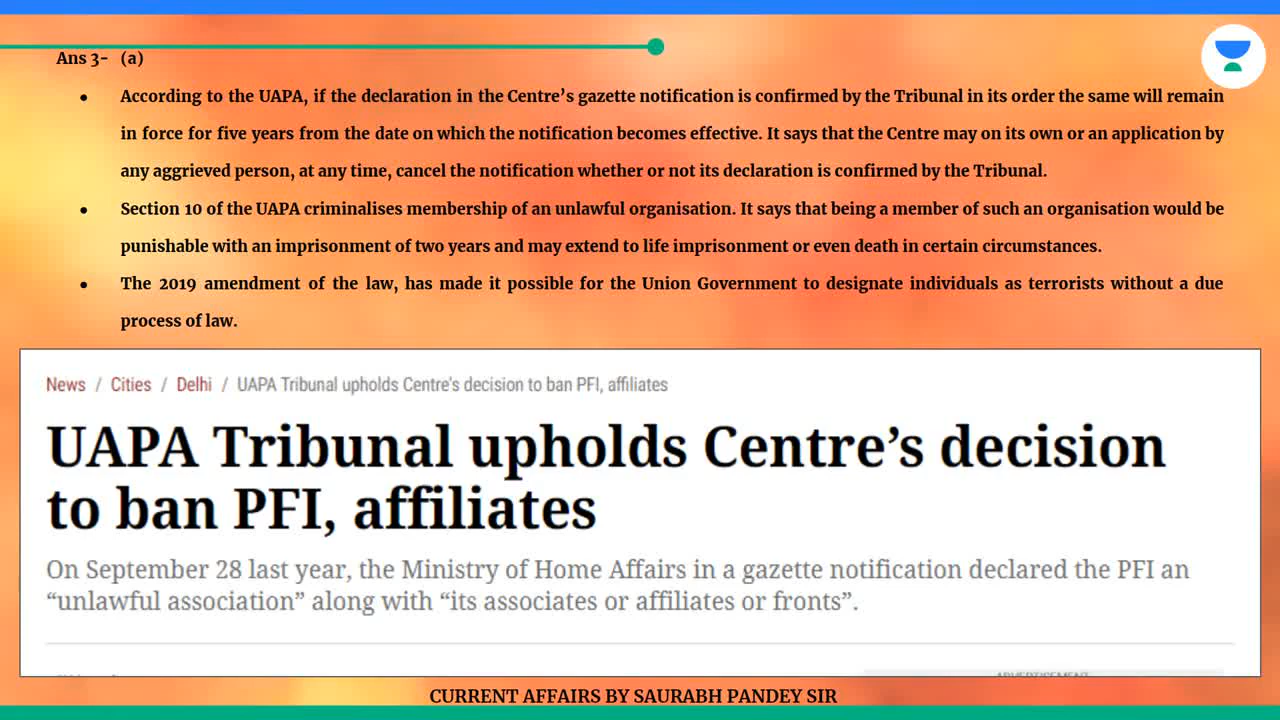 Ans 3- (a)
● According to the UAPA, if the declaration in the Centre’s gazette notification is confirmed by the Tribunal in its order the same will remain
in force for five years from the date on which the notification becomes effective. It says that the Centre may on its own or an application by
any aggrieved person, at any time, cancel the notification whether or not its declaration is confirmed by the Tribunal.
● Section 10 of the UAPA criminalises membership of an unlawful organisation. It says that being a member of such an organisation would be
punishable with an imprisonment of two years and may extend to life imprisonment or even death in certain circumstances.
● The 2019 amendment of the law, has made it possible for the Union Government to designate individuals as terrorists without a due
process of law.
News / Cities / Delhi / UAPA Tribunal upholds Centre's decision to ban PFI, affiliates
UAPA Tribunal upholds Centre’s decision
to ban PFI, affiliates
On September 28 last year, the Ministry of Home Affairs in a gazette notification declared the PFI an
“unlawful association” along with “its associates or affiliates or fronts”.
CURRENT AFFAIRS BY SAURABH PANDEY SIR